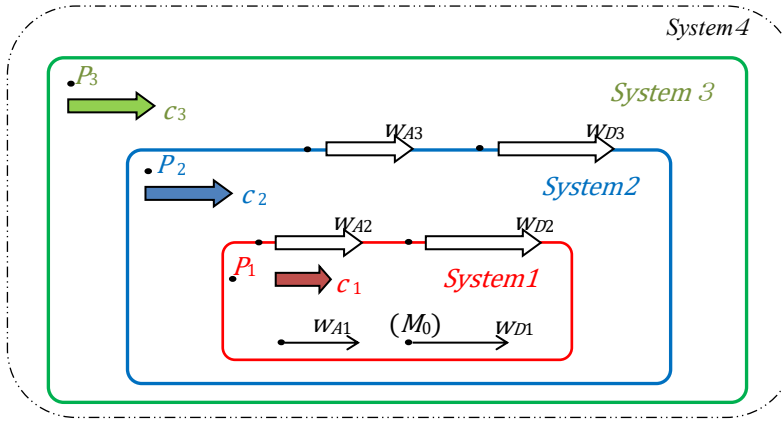 System4
P3
System 3
c3
wA3
wD3
P2
System2
c2
wA2
wD2
P1
System1
c1
wA1
(M0)
wD1